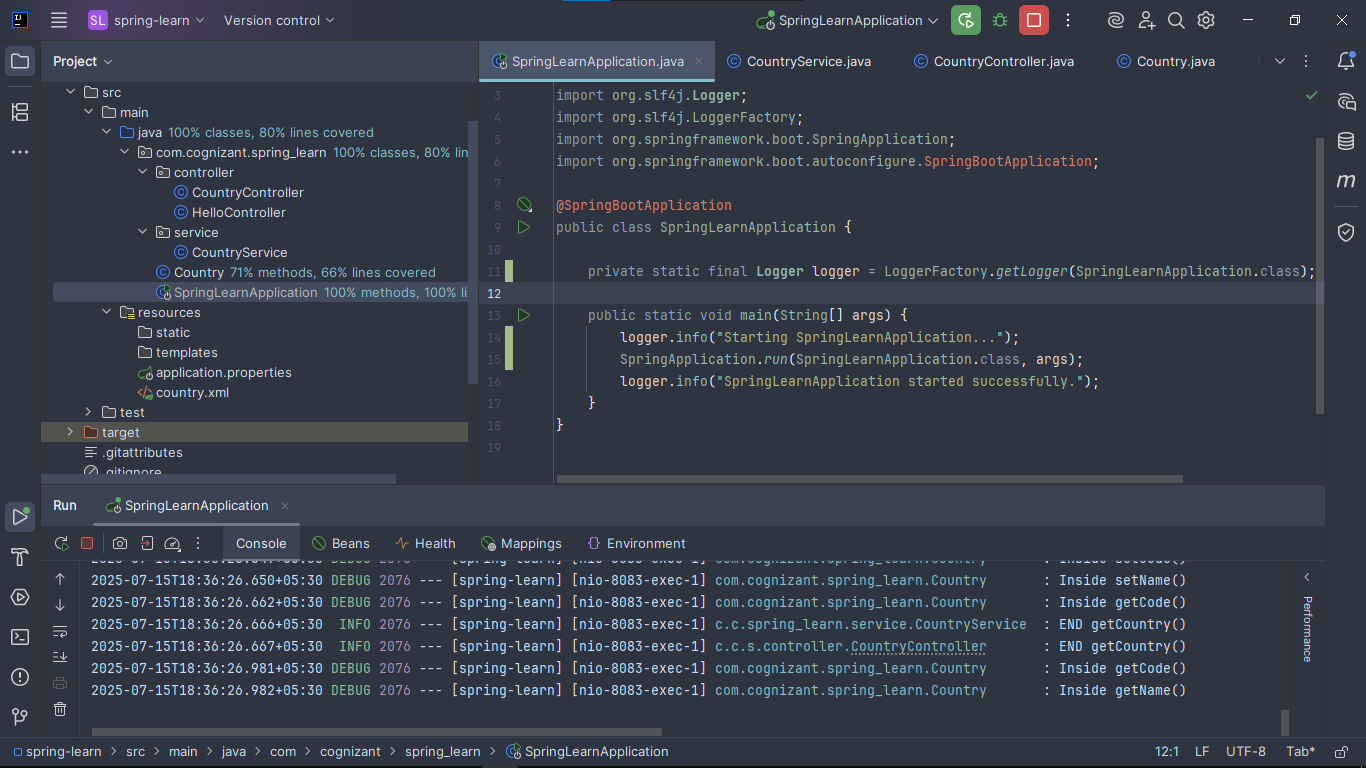 SL spring-learn Version control SpringLearnApplication
Project
SpringLearnApplication.java CountryService.java CountryController.java Country.java
src
main
java 100% classes, 80% lines covered
com.cognizant.spring_learn 100% classes, 80% lin
controller
CountryController
HelloController
service
CountryService
Country 71% methods, 66% lines covered
SpringLearnApplication 100% methods, 100% li
resources
static
templates
application.properties
country.xml
test
target
.gitattributes
.gitignore
3 import org.slf4j.Logger;
4 import org.slf4j.LoggerFactory;
5 import org.springframework.boot.SpringApplication;
6 import org.springframework.boot.autoconfigure.SpringBootApplication;
7
8 @SpringBootApplication
9 public class SpringLearnApplication {
10
11 private static final Logger logger = LoggerFactory.getLogger(SpringLearnApplication.class);
12
13 public static void main(String[] args) {
14 logger.info("Starting SpringLearnApplication...");
15 SpringApplication.run(SpringLearnApplication.class, args);
16 logger.info("SpringLearnApplication started successfully.");
17 }
18 }
19
Run SpringLearnApplication
Console Beans Health Mappings Environment
2025-07-15T18:36:26.650+05:30 DEBUG 2076 --- [spring-learn] [nio-8083-exec-1] com.cognizant.spring_learn.Country : Inside setName()
2025-07-15T18:36:26.662+05:30 DEBUG 2076 --- [spring-learn] [nio-8083-exec-1] com.cognizant.spring_learn.Country : Inside getCode()
2025-07-15T18:36:26.666+05:30 INFO 2076 --- [spring-learn] [nio-8083-exec-1] c.c.spring_learn.service.CountryService : END getCountry()
2025-07-15T18:36:26.667+05:30 INFO 2076 --- [spring-learn] [nio-8083-exec-1] c.c.s.controller.CountryController : END getCountry()
2025-07-15T18:36:26.981+05:30 DEBUG 2076 --- [spring-learn] [nio-8083-exec-1] com.cognizant.spring_learn.Country : Inside getCode()
2025-07-15T18:36:26.982+05:30 DEBUG 2076 --- [spring-learn] [nio-8083-exec-1] com.cognizant.spring_learn.Country : Inside getName()
Performance
spring-learn > src > main > java > com > cognizant > spring_learn > SpringLearnApplication 12:1 LF UTF-8 Tab*